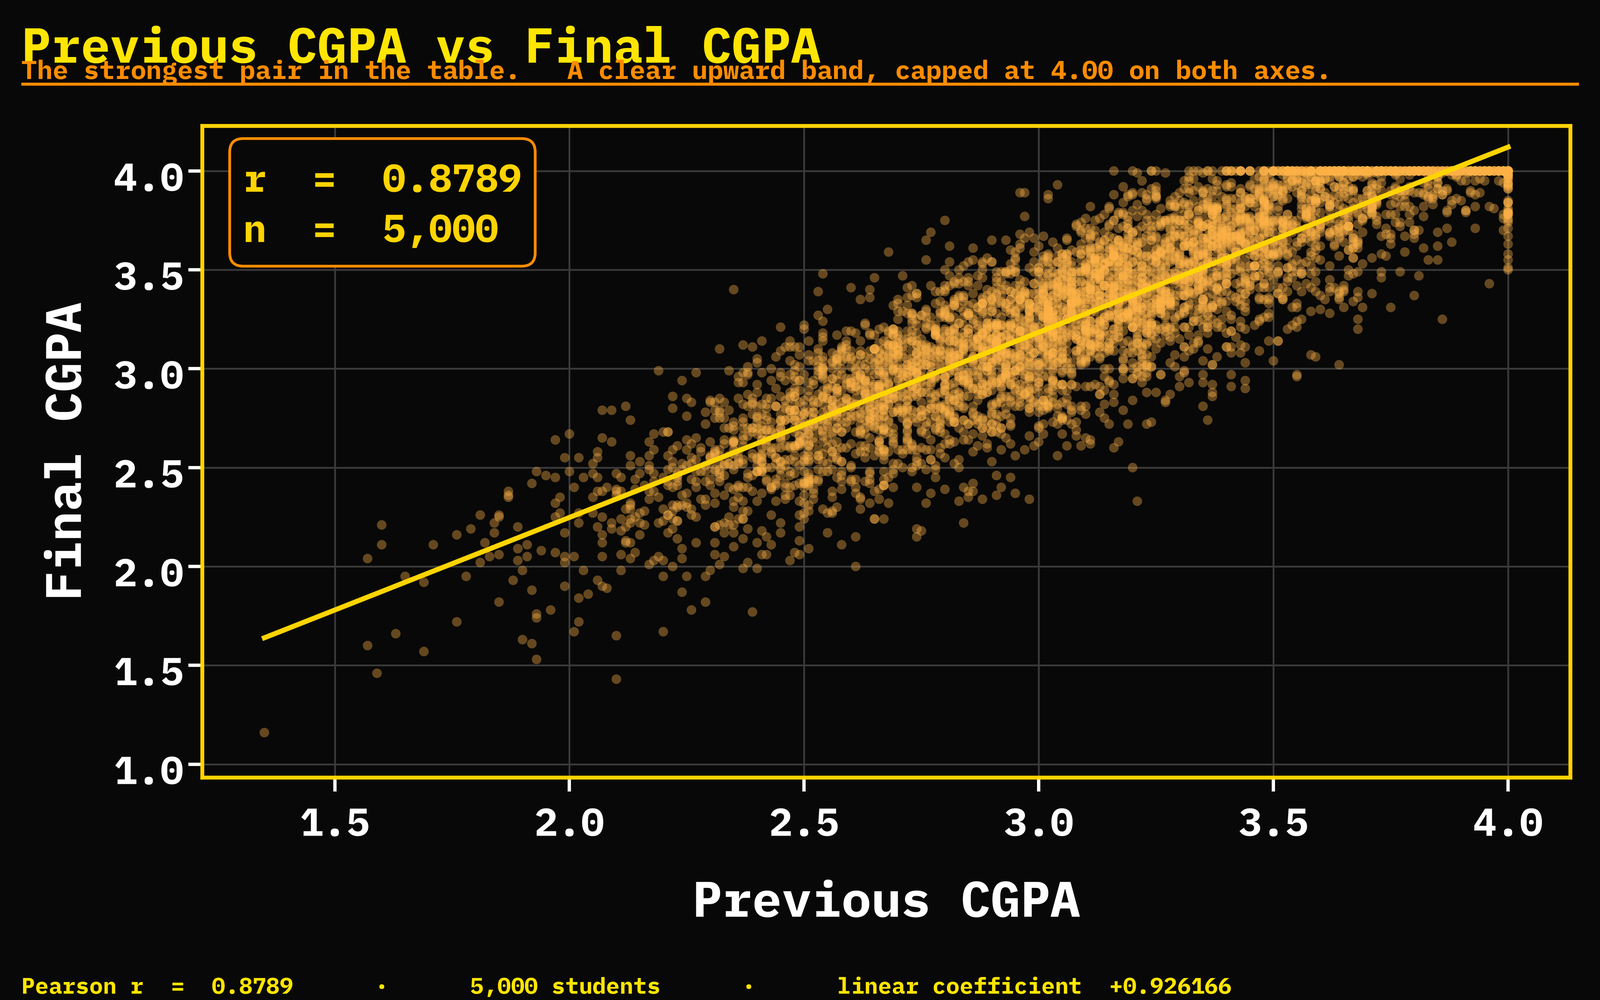 Previous CGPA vs Final CGPA
The strongest pair in the table. A clear upward band, capped at 4.00 on both axes.
r = 0.8789
n = 5,000
4.0
3.5
3.0
2.5
2.0
1.5
1.0
Final CGPA
1.5 2.0 2.5 3.0 3.5 4.0
Previous CGPA
Pearson r = 0.8789 · 5,000 students · linear coefficient +0.926166